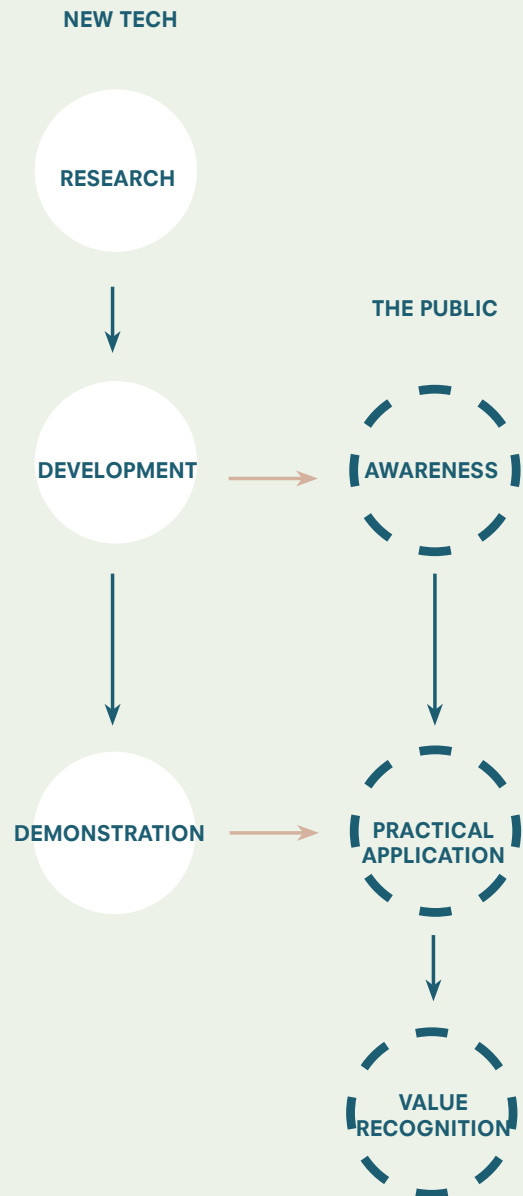 NEW TECH
RESEARCH
THE PUBLIC
DEVELOPMENT
AWARENESS
DEMONSTRATION
PRACTICAL
APPLICATION
VALUE
RECOGNITION